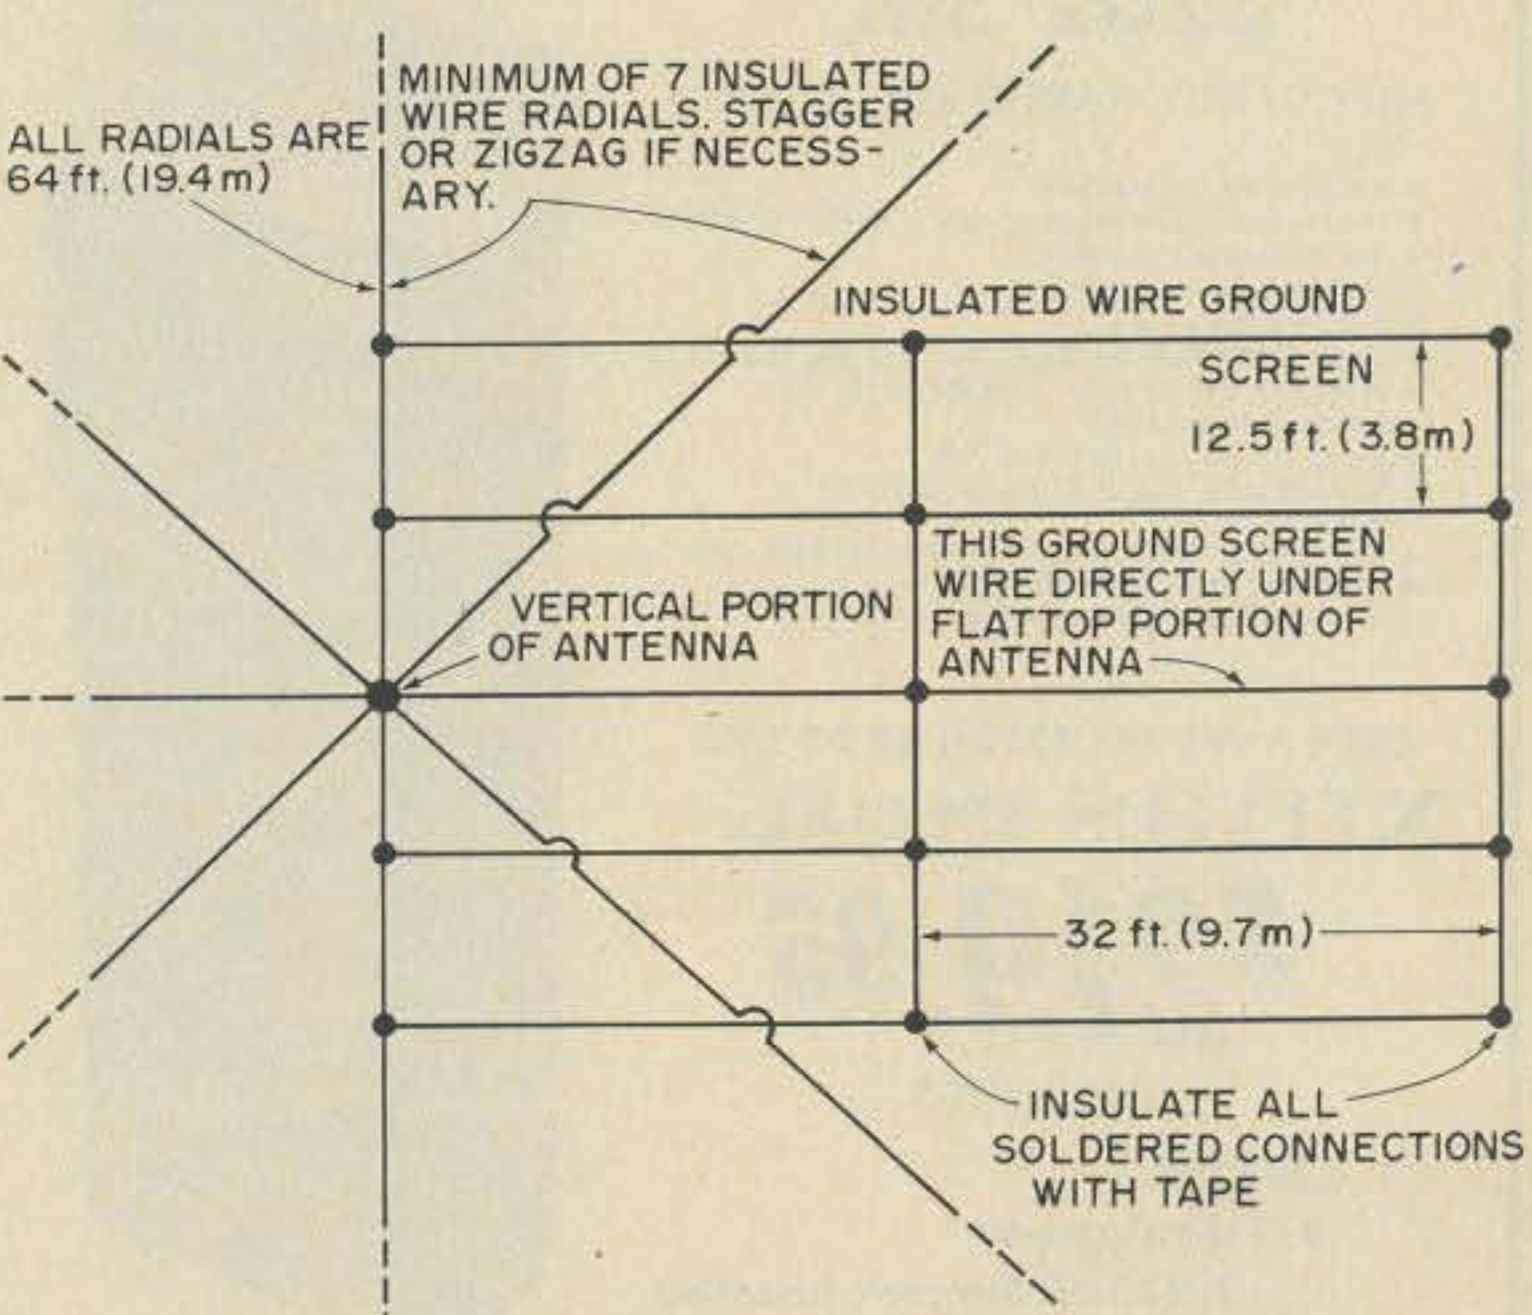 MINIMUM OF 7 INSULATED
WIRE RADIALS. STAGGER
OR ZIGZAG IF NECESS-
ARY.
ALL RADIALS ARE
64 ft. (19.4 m)
INSULATED WIRE GROUND
SCREEN
12.5 ft. (3.8m)
THIS GROUND SCREEN
WIRE DIRECTLY UNDER
FLATTOP PORTION OF
ANTENNA
VERTICAL PORTION
OF ANTENNA
32 ft. (9.7m)
INSULATE ALL
SOLDERED CONNECTIONS
WITH TAPE